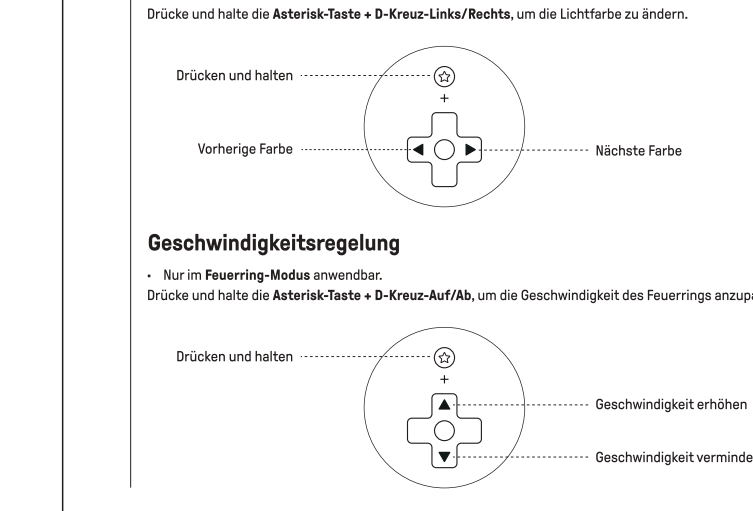 Drücke und halte die Asterisk-Taste + D-Kreuz-Links/Rechts, um die Lichtfarbe zu ändern.
Drücken und halten
+
Vorherige Farbe
Nächste Farbe
Geschwindigkeitsregelung
• Nur im Feuerring-Modus anwendbar.
Drücke und halte die Asterisk-Taste + D-Kreuz-Auf/Ab, um die Geschwindigkeit des Feuerrings
Drücken und halten
+
Geschwindigkeit erhöhen
Geschwindigkeit